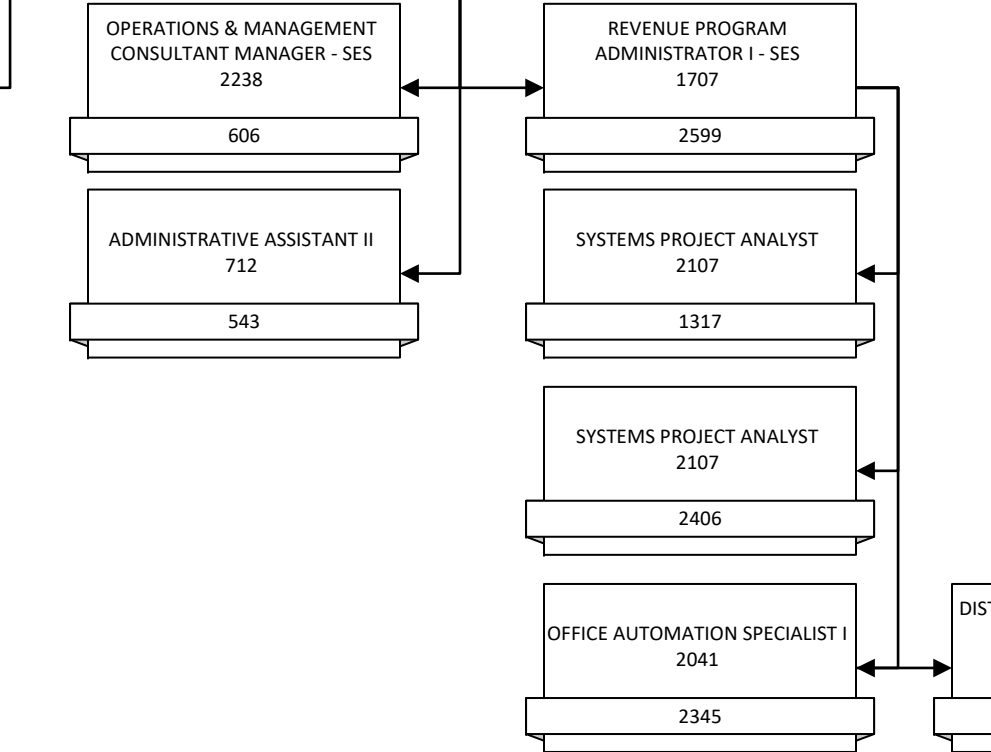 OPERATIONS & MANAGEMENT
CONSULTANT MANAGER - SES
2238
606
ADMINISTRATIVE ASSISTANT II
712
543
REVENUE PROGRAM
ADMINISTRATOR I - SES
1707
2599
SYSTEMS PROJECT ANALYST
2107
1317
SYSTEMS PROJECT ANALYST
2107
2406
OFFICE AUTOMATION SPECIALIST I
2041
2345
DIST